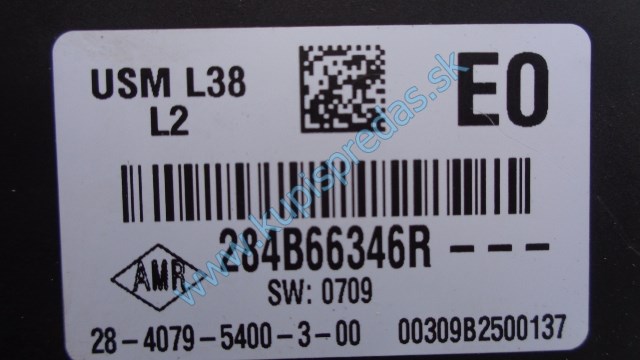 USM L38
L2
E0
284B66346R---
AMR
SW: 0709
28-4079-5400-3-00 00309B2500137
www.kupispredas.sk